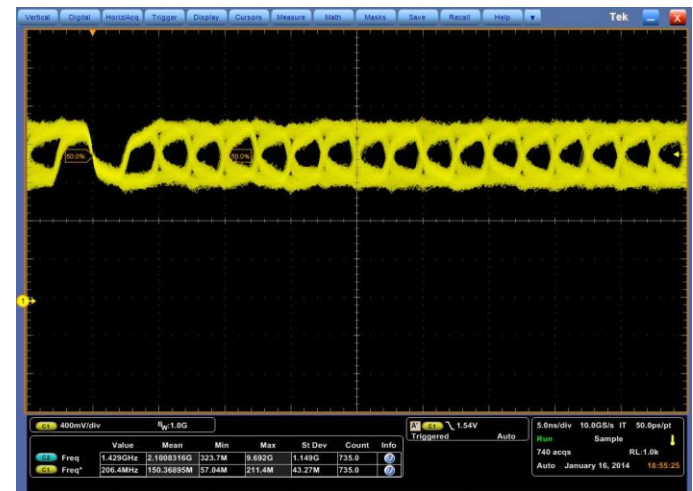 Vertical Digital Horiz/Acq Trigger Display Cursors Measure Math Masks Save Recall Help Tek X
50.0% 50.0%
1
C1 400mV/div BW:1.0G
A' C1 1.54V
Triggered Auto
5.0ns/div 10.0GS/s IT 50.0ps/pt
Run Sample
740 acqs RL:1.0k
Auto January 16, 2014 18:55:25
Value Mean Min Max St Dev Count Info
Freq 1.429GHz 2.1008316G 323.7M 9.692G 1.149G 735.0
C1 Freq* 206.4MHz 150.36895M 57.04M 211.4M 43.27M 735.0